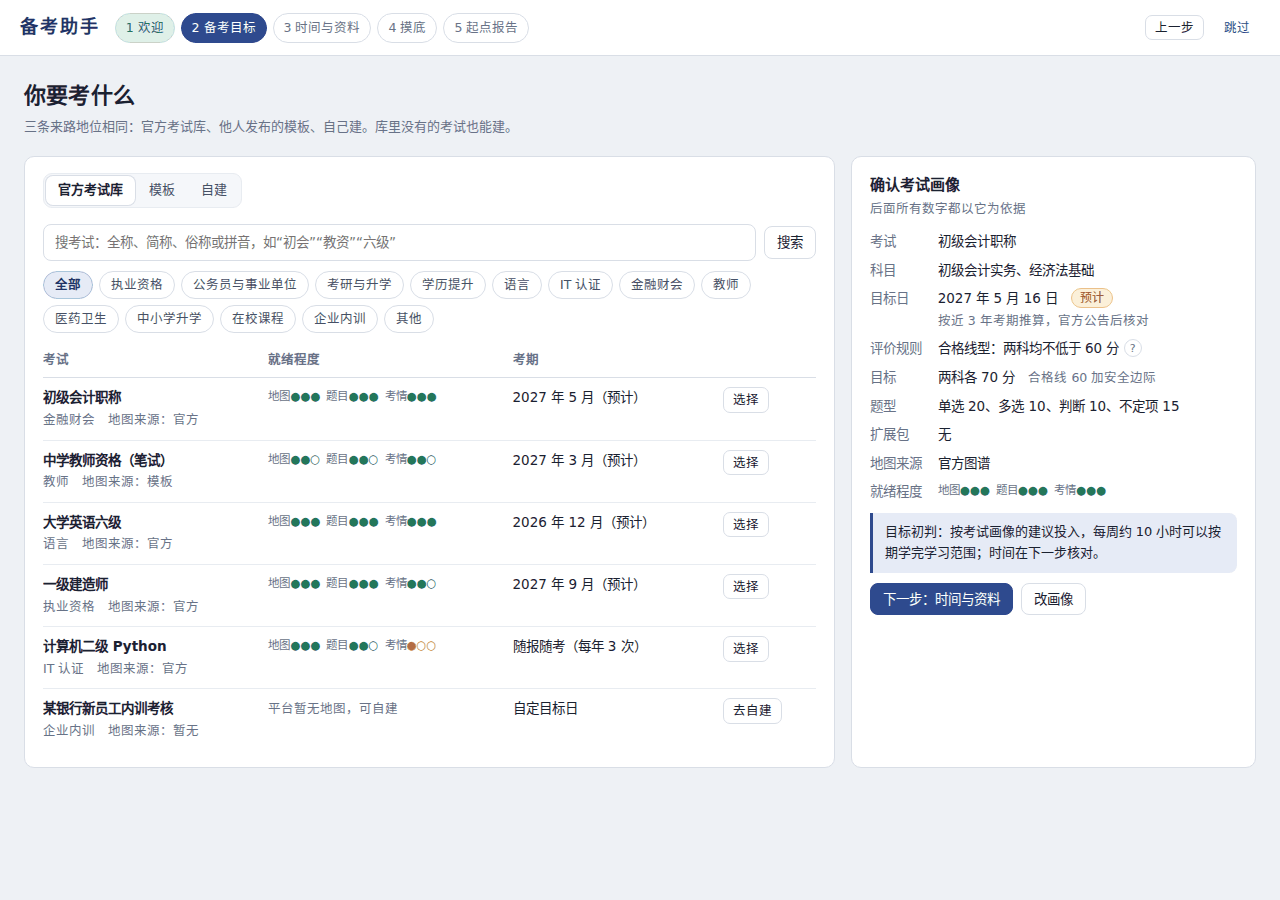 备考助手 1 欢迎 2 备考目标 3 时间与资料 4 摸底 5 起点报告 上一步 跳过
你要考什么
三条来路地位相同：官方考试库、他人发布的模板、自己建。库里没有的考试也能建。
官方考试库 模板 自建
搜考试：全称、简称、俗称或拼音，如“初会”“教资”“六级” 搜索
全部 执业资格 公务员与事业单位 考研与升学 学历提升 语言 IT 认证 金融财会 教师
医药卫生 中小学升学 在校课程 企业内训 其他
考试 就绪程度 考期
初级会计职称 地图●●● 题目●●● 考情●●● 2027 年 5 月（预计） 选择
金融财会 地图来源：官方
中学教师资格（笔试） 地图●●○ 题目●●○ 考情●●○ 2027 年 3 月（预计） 选择
教师 地图来源：模板
大学英语六级 地图●●● 题目●●● 考情●●● 2026 年 12 月（预计） 选择
语言 地图来源：官方
一级建造师 地图●●● 题目●●● 考情●●○ 2027 年 9 月（预计） 选择
执业资格 地图来源：官方
计算机二级 Python 地图●●● 题目●●○ 考情●○○ 随报随考（每年 3 次） 选择
IT 认证 地图来源：官方
某银行新员工内训考核 平台暂无地图，可自建 自定目标日 去自建
企业内训 地图来源：暂无
确认考试画像
后面所有数字都以它为依据
考试 初级会计职称
科目 初级会计实务、经济法基础
目标日 2027 年 5 月 16 日 预计
按近 3 年考期推算，官方公告后核对
评价规则 合格线型：两科均不低于 60 分 ?
目标 两科各 70 分 合格线 60 加安全边际
题型 单选 20、多选 10、判断 10、不定项 15
扩展包 无
地图来源 官方图谱
就绪程度 地图●●● 题目●●● 考情●●●
目标初判：按考试画像的建议投入，每周约 10 小时可以按
期学完学习范围；时间在下一步核对。
下一步：时间与资料 改画像